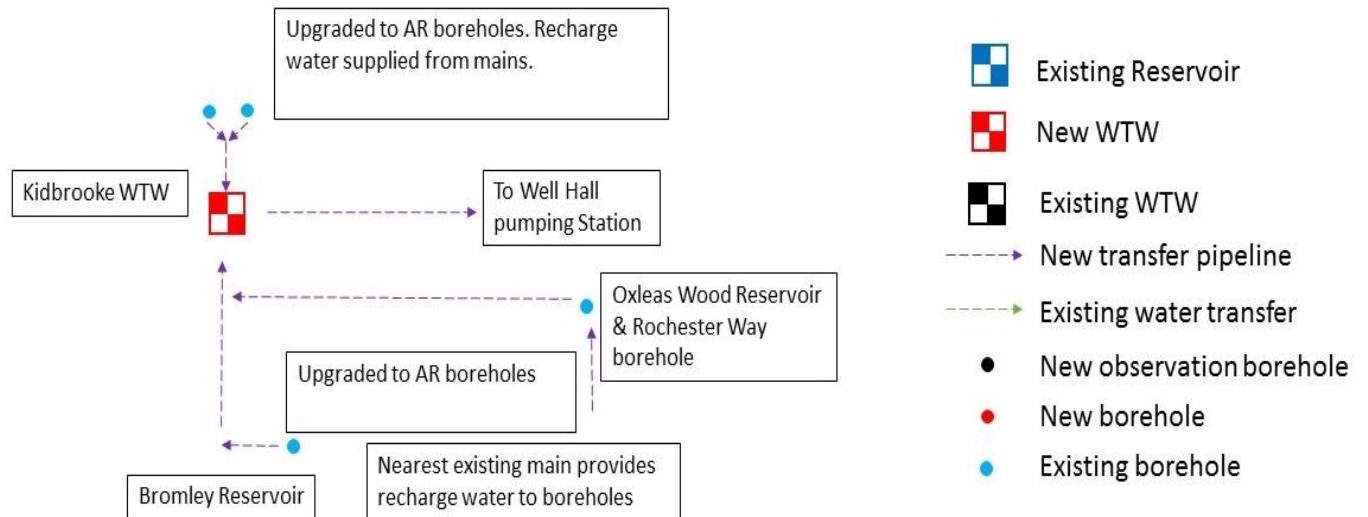 Upgraded to AR boreholes. Recharge
water supplied from mains.
Kidbrooke WTW
To Well Hall
pumping Station
Oxleas Wood Reservoir
& Rochester Way
borehole
Upgraded to AR boreholes
Bromley Reservoir
Nearest existing main provides
recharge water to boreholes
Existing Reservoir
New WTW
Existing WTW
New transfer pipeline
Existing water transfer
New observation borehole
New borehole
Existing borehole